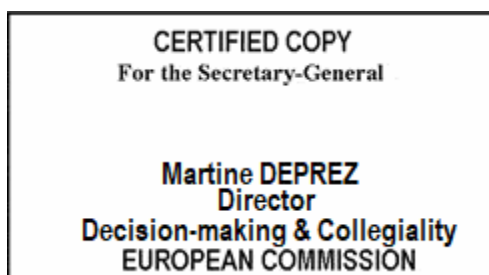 CERTIFIED COPY
For the Secretary-General
Martine DEPREZ
Director
Decision-making & Collegiality
EUROPEAN COMMISSION